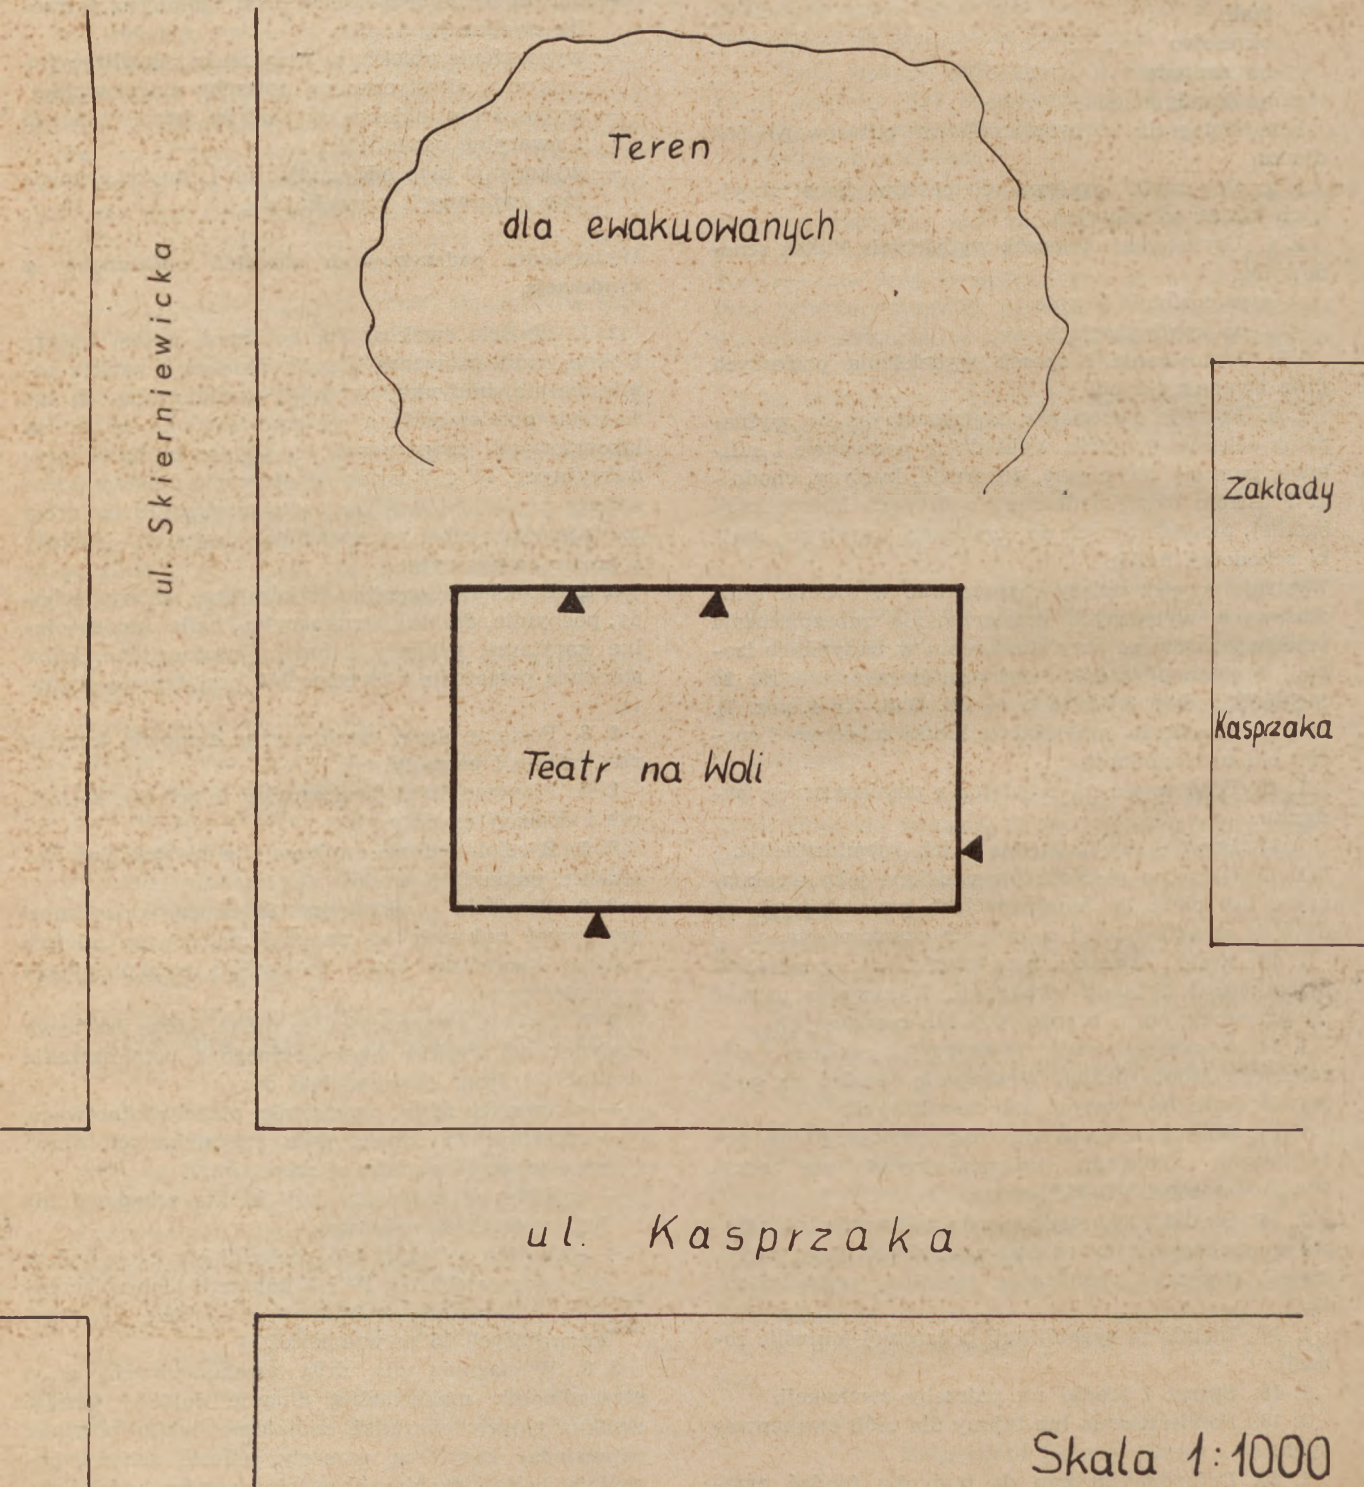 Teren
dla ewakuowanych
ul. Skierniewicka
Zakłady
Kasprzaka
Teatr na Woli
ul. Kasprzaka
Skala 1:1000